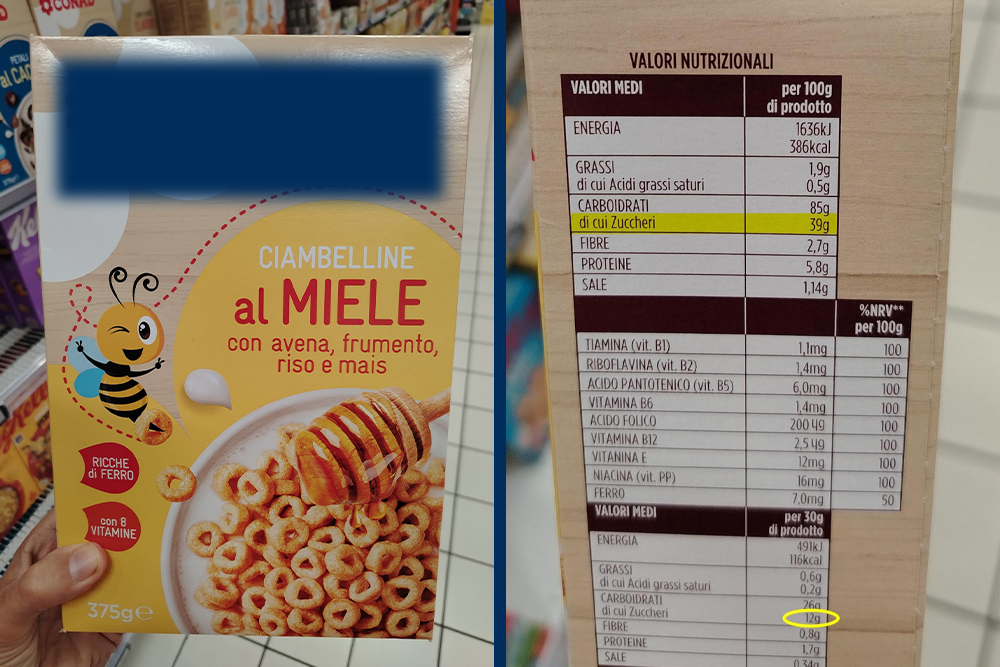 CONAD
PETALI
al CAC
Ke
CIAMBELLINE
al MIELE
con avena, frumento,
riso e mais
RICCHE
di FERRO
con 8
VITAMINE
375g e
VALORI NUTRIZIONALI
VALORI MEDI per 100g
di prodotto
ENERGIA 1636kJ
386kcal
GRASSI 1,9g
di cui Acidi grassi saturi 0,5g
CARBOIDRATI 85g
di cui Zuccheri 39g
FIBRE 2,7g
PROTEINE 5,8g
SALE 1,14g
%NRV**
per 100g
TIAMINA (vit. B1) 1,1mg 100
RIBOFLAVINA (vit. B2) 1,4mg 100
ACIDO PANTOTENICO (vit. B5) 6,0mg 100
VITAMINA B6 1,4mg 100
ACIDO FOLICO 200 µg 100
VITAMINA B12 2,5 µg 100
VITANINA E 12mg 100
NIACINA (vit. PP) 16mg 100
FERRO 7,0mg 50
VALORI MEDI per 30g
di prodotto
ENERGIA 491kJ
116kcal
GRASSI 0,6g
di cui Acidi grassi saturi 0,2g
CARBOIDRATI 26g
di cui Zuccheri 12g
FIBRE 0,8g
PROTEINE 1,7g
SALE 0,34g